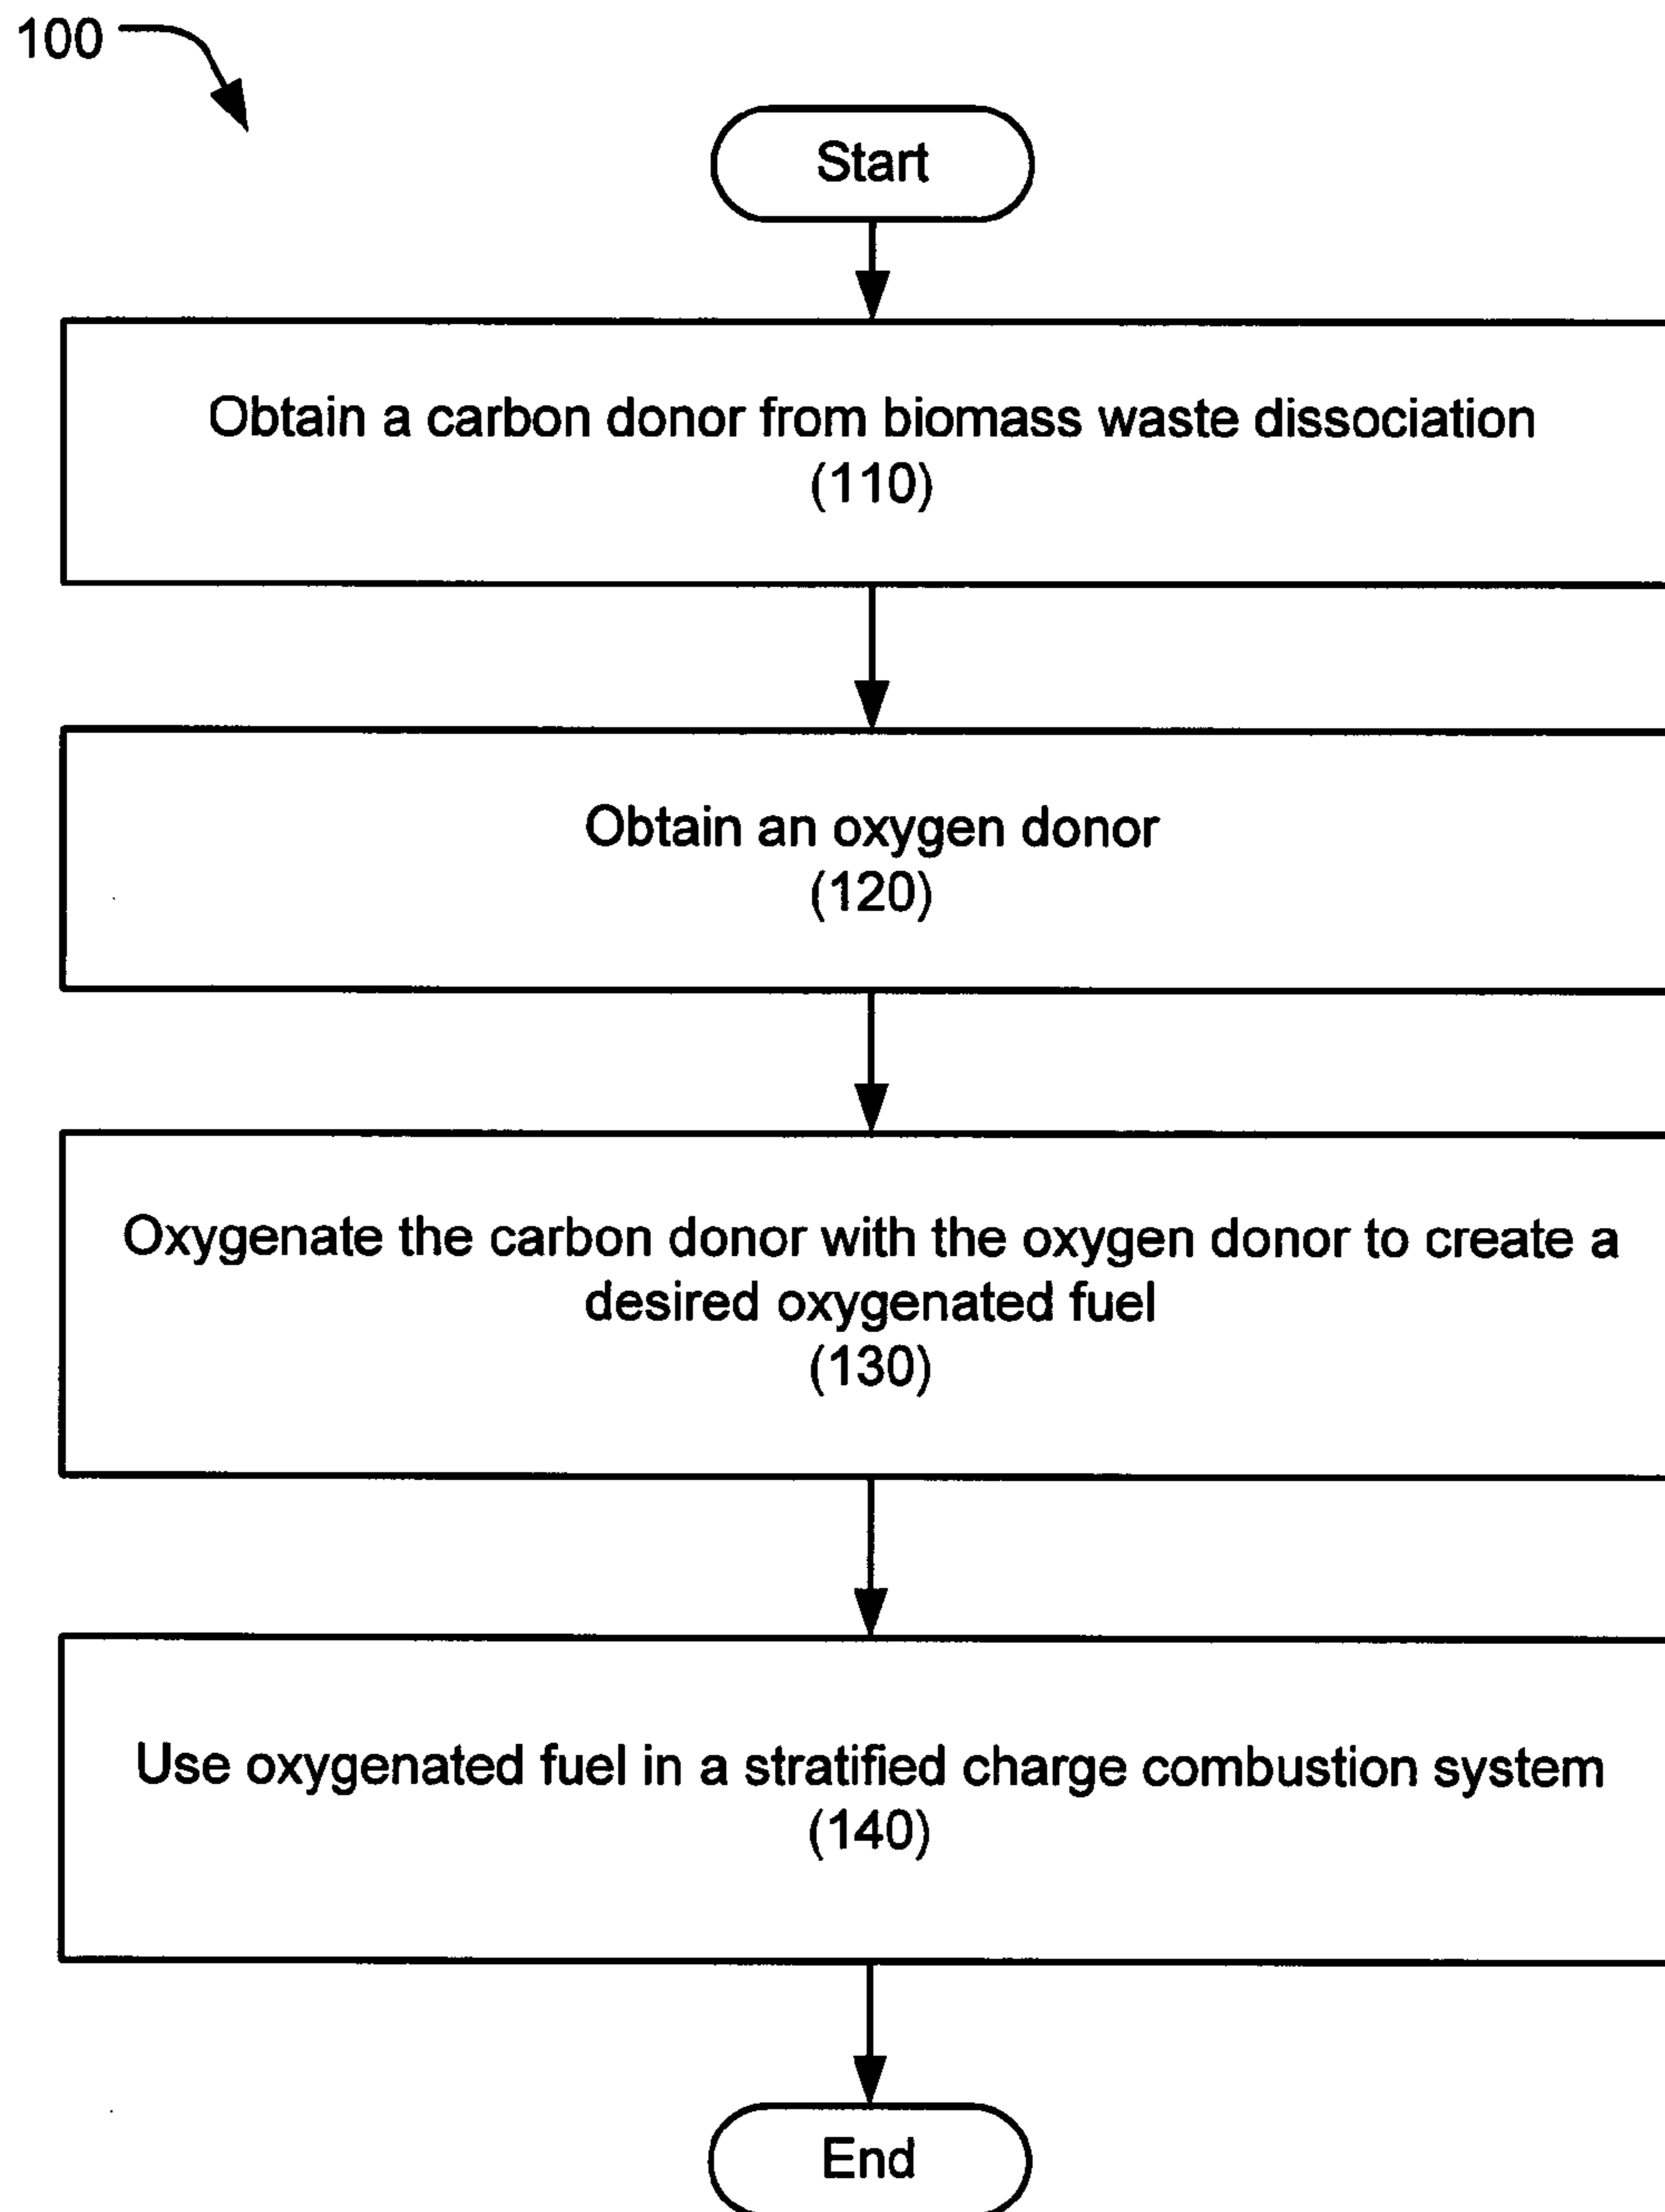 100
Start
Obtain a carbon donor from biomass waste dissociation
(110)
Obtain an oxygen donor
(120)
Oxygenate the carbon donor with the oxygen donor to create a
desired oxygenated fuel
(130)
Use oxygenated fuel in a stratified charge combustion system
(140)
End